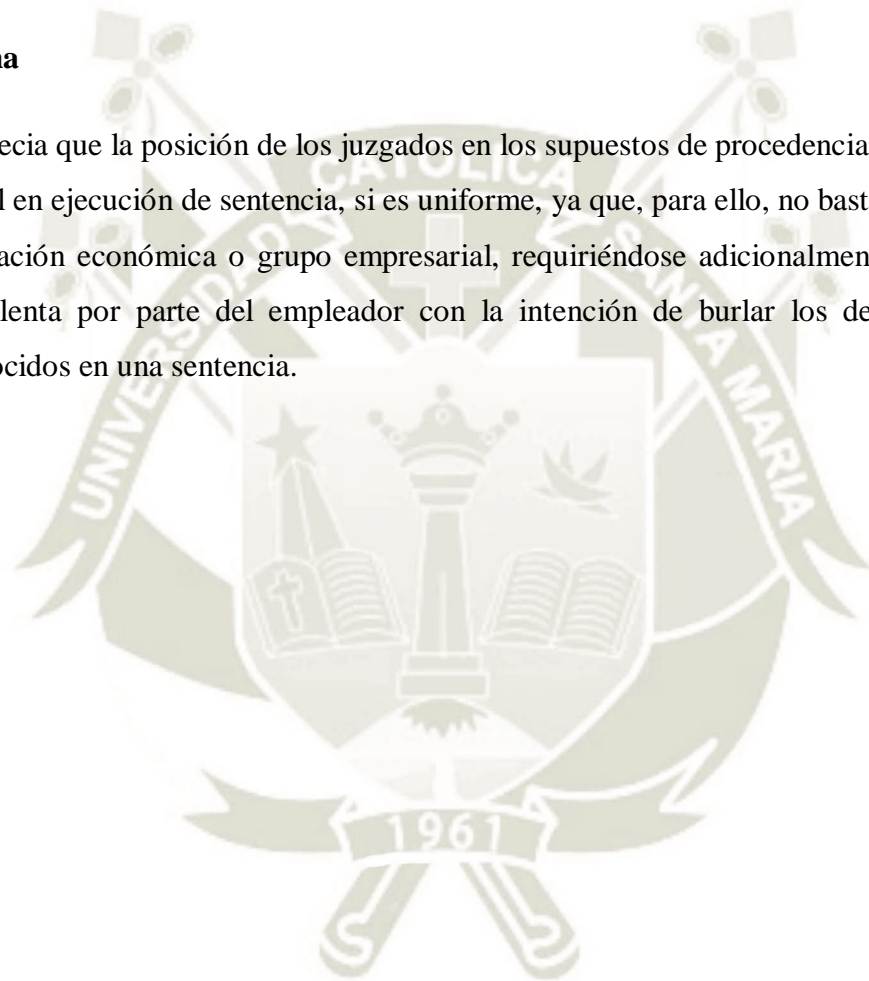 na
ecia que la posición de los juzgados en los supuestos de procedencia
l en ejecución de sentencia, si es uniforme, ya que, para ello, no bast
ación económica o grupo empresarial, requiriéndose adicionalmen
lenta por parte del empleador con la intención de burlar los de
ocidos en una sentencia.
UNIVERSIDAD CATOLICA DE SANTA MARIA
1961